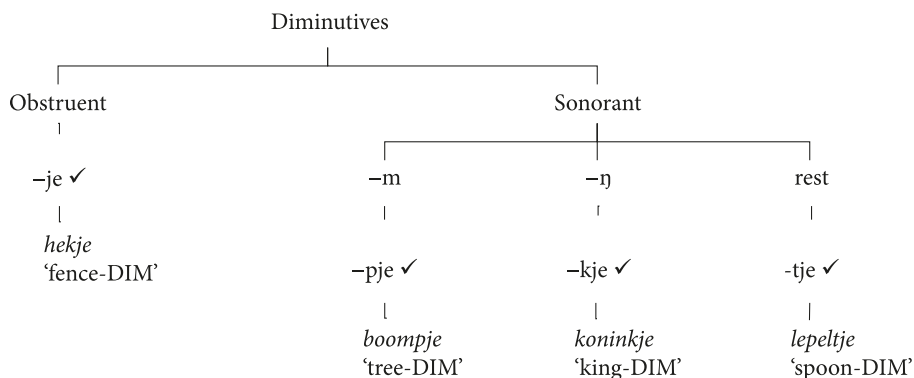 Diminutives
Obstruent Sonorant
–je ✓ –m –ŋ rest
hekje
‘fence-DIM’
–pje ✓ –kje ✓ -tje ✓
boompje koninkje lepeltje
‘tree-DIM’ ‘king-DIM’ ‘spoon-DIM’